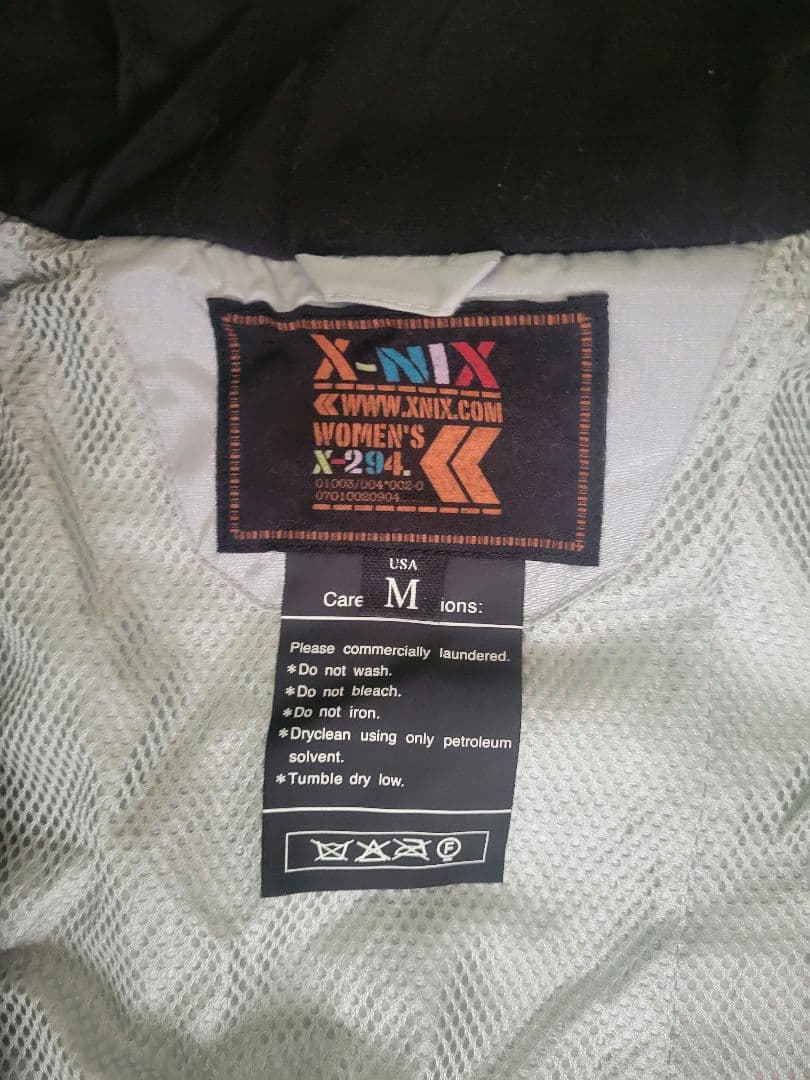 X-NIX
WWW.XNIX.COM
WOMEN'S
X-294.
01003/004*002-0
07010020904
USA
M
Care ions:
Please commercially laundered.
*Do not wash.
*Do not bleach.
*Do not iron.
*Dryclean using only petroleum
solvent.
*Tumble dry low.
F